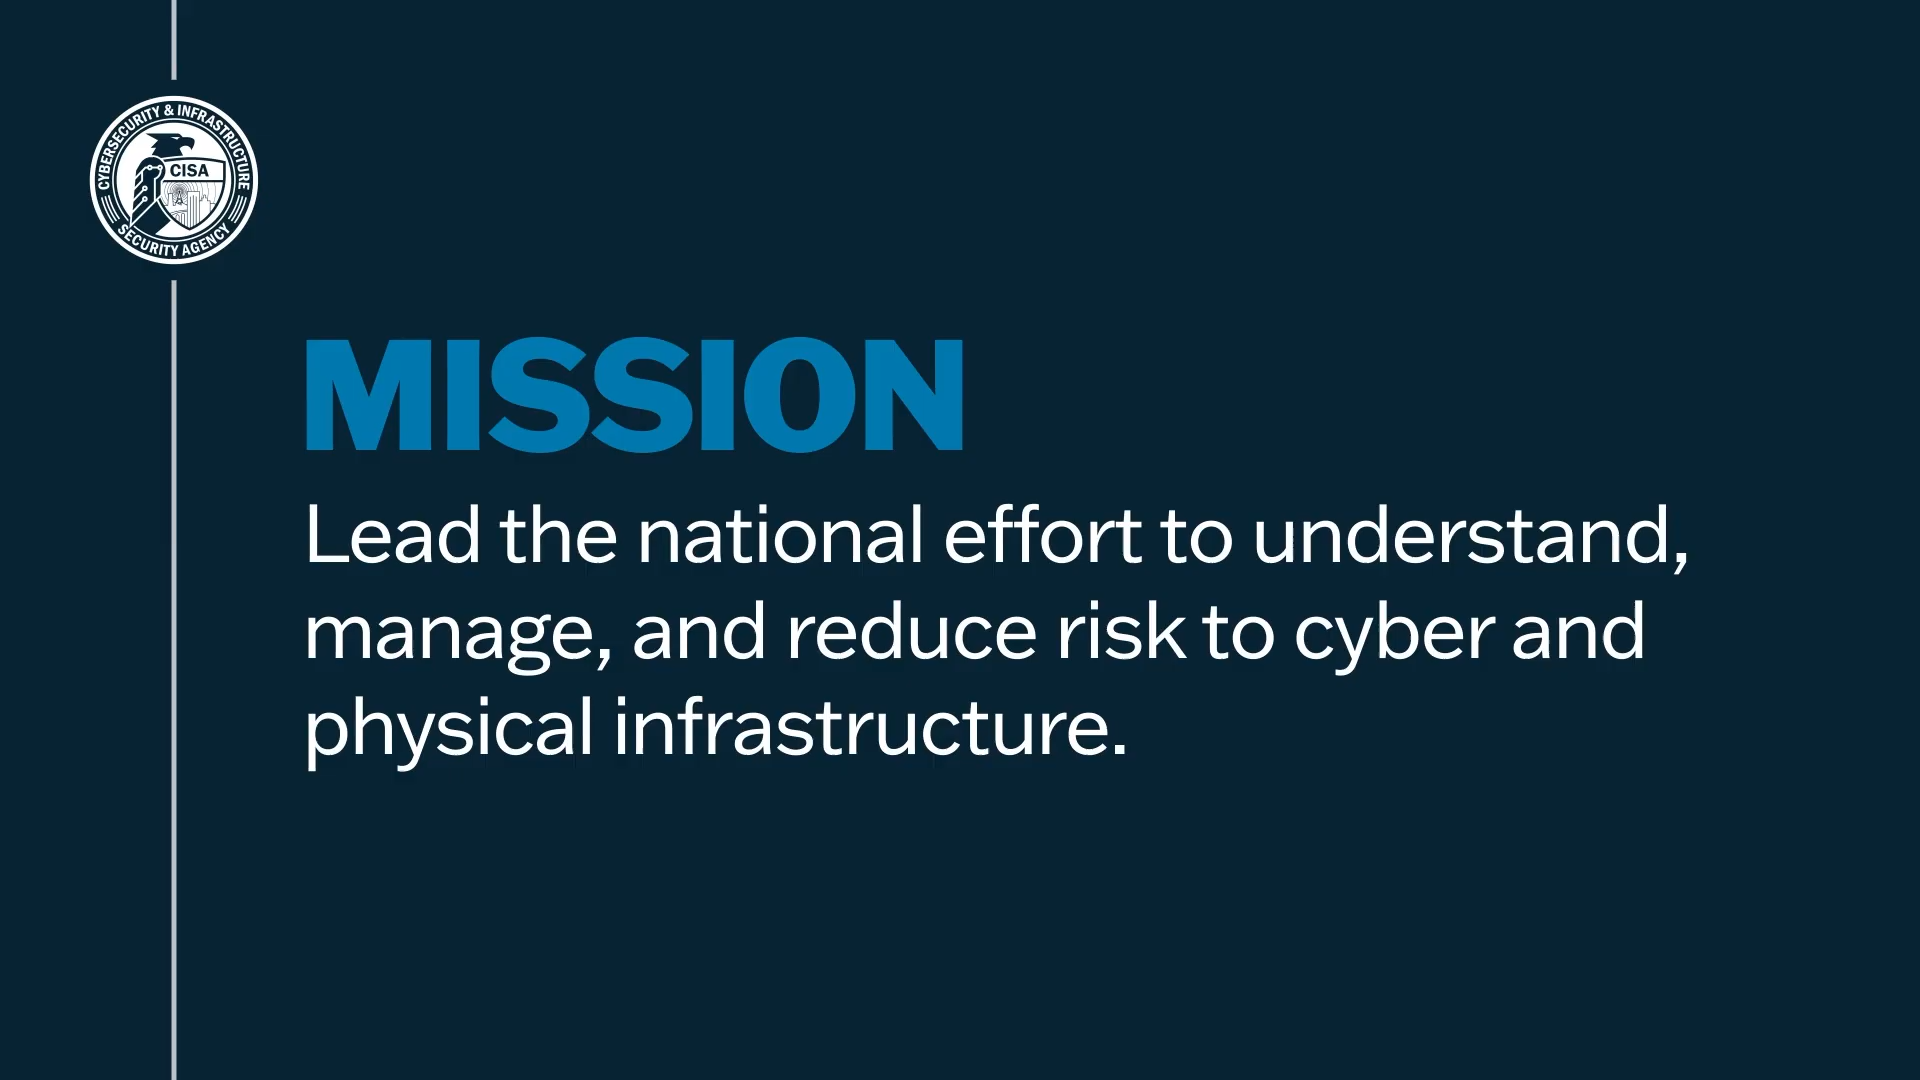 CYBERSECURITY & INFRASTRUCTURE
CISA
SECURITY AGENCY
MISSION
Lead the national effort to understand,
manage, and reduce risk to cyber and
physical infrastructure.